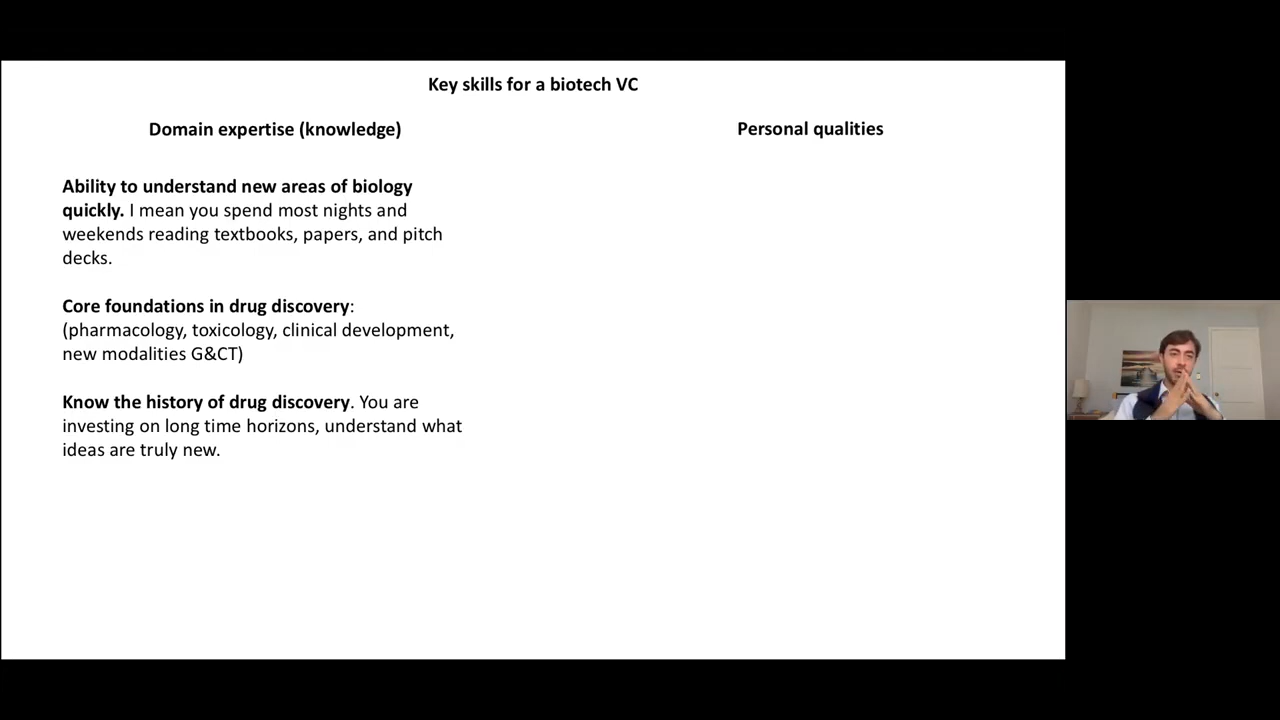 Key skills for a biotech VC
Domain expertise (knowledge)
Personal qualities
Ability to understand new areas of biology
quickly. I mean you spend most nights and
weekends reading textbooks, papers, and pitch
decks.
Core foundations in drug discovery:
(pharmacology, toxicology, clinical development,
new modalities G&CT)
Know the history of drug discovery. You are
investing on long time horizons, understand what
ideas are truly new.